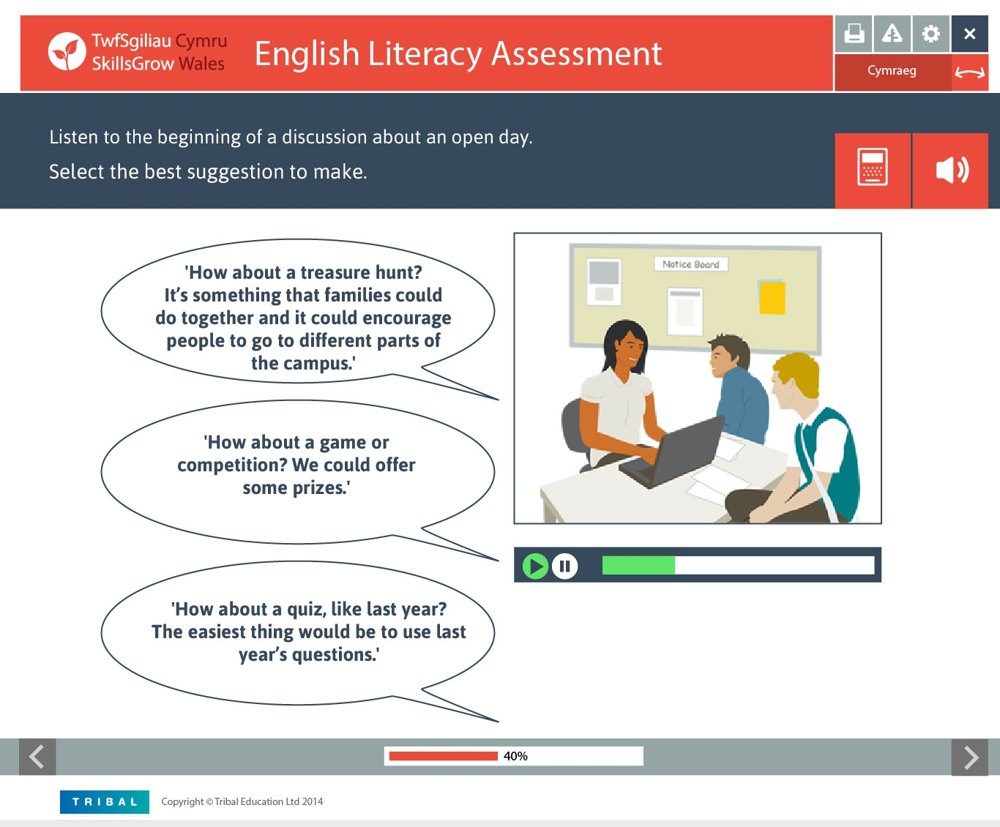 TwfSgiliau Cymru
SkillsGrow Wales
English Literacy Assessment
Cymraeg
Listen to the beginning of a discussion about an open day.
Select the best suggestion to make.
'How about a treasure hunt?
It’s something that families could
do together and it could encourage
people to go to different parts of
the campus.'
Notice Board
'How about a game or
competition? We could offer
some prizes.'
'How about a quiz, like last year?
The easiest thing would be to use last
year’s questions.'
40%
TRIBAL
Copyright © Tribal Education Ltd 2014